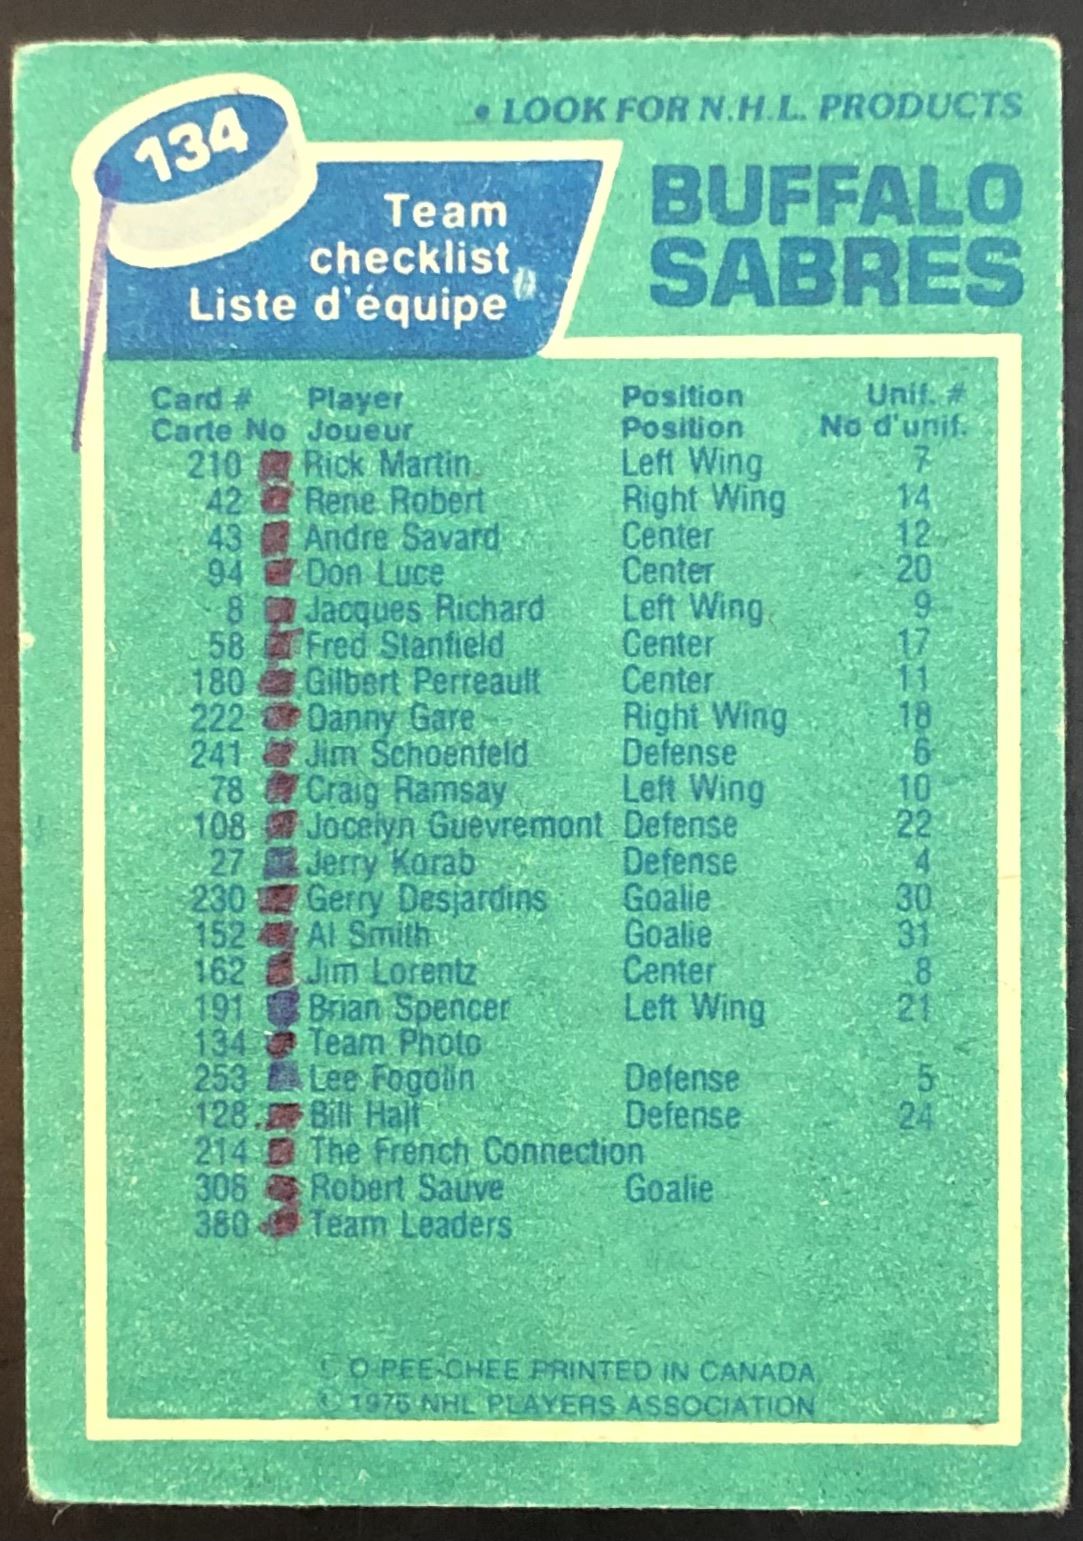 134
• LOOK FOR N.H.L. PRODUCTS
Team
checklist
Liste d'équipe
BUFFALO
SABRES
Card # Player Position Unif. #
Carte No Joueur Position No d'unif.
210 Rick Martin Left Wing 7
42 Rene Robert Right Wing 14
43 Andre Savard Center 12
94 Don Luce Center 20
8 Jacques Richard Left Wing 9
58 Fred Stanfield Center 17
180 Gilbert Perreault Center 11
222 Danny Gare Right Wing 18
241 Jim Schoenfeld Defense 6
78 Craig Ramsay Left Wing 10
108 Jocelyn Guevremont Defense 22
27 Jerry Korab Defense 4
230 Gerry Desjardins Goalie 30
152 Al Smith Goalie 31
162 Jim Lorentz Center 8
191 Brian Spencer Left Wing 21
134 Team Photo
253 Lee Fogolin Defense 5
128 Bill Hajt Defense 24
214 The French Connection
308 Robert Sauve Goalie
380 Team Leaders
© O-PEE-CHEE PRINTED IN CANADA
© 1976 NHL PLAYERS ASSOCIATION